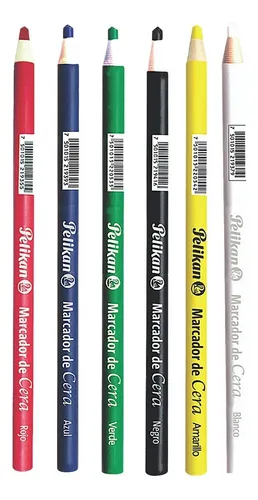 Pelikan Marcador de Cera Rojo
Pelikan Marcador de Cera Azul
Pelikan Marcador de Cera Verde
Pelikan Marcador de Cera Negro
Pelikan Marcador de Cera Amarillo
Pelikan Marcador de Cera Blanco